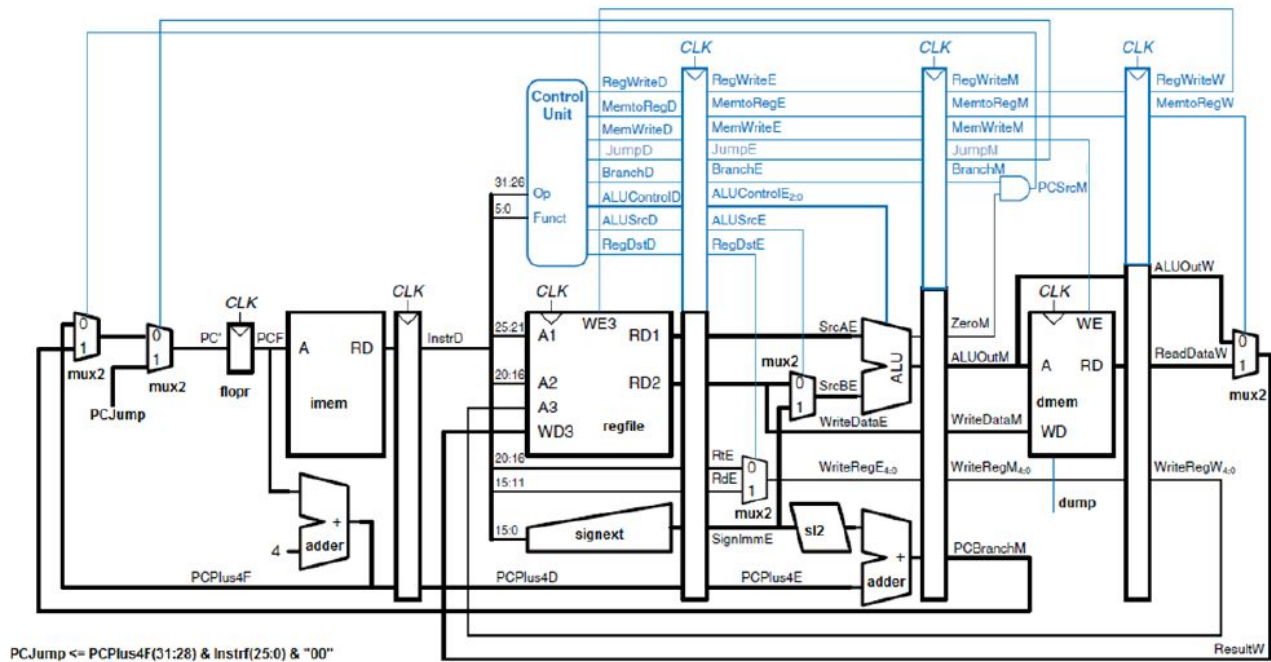 CLK CLK CLK
Control Unit
RegWriteD RegWriteE RegWriteM RegWriteW
MemtoRegD MemtoRegE MemtoRegM MemtoRegW
MemWriteD MemWriteE MemWriteM
JumpD JumpE JumpM
31:26 BranchD BranchE BranchM
Op ALUControlD ALUControlE2:0 PCSrcM
5:0 Funct ALUSrcD ALUSrcE
RegDstD RegDstE
ALUOutW
CLK CLK CLK CLK
0 0 PC' PCF A RD InstrD 25:21 A1 WE3 RD1 SrcAE ZeroM WE 0
1 1 20:16 A2 RD2 mux2 0 SrcBE ALU ALUOutM A RD ReadDataW 1
mux2 mux2 flopr imem A3 1 dmem mux2
PCJump WD3 regfile WriteDataE WriteDataM WD
20:16 RtE 0 WriteRegE4:0 WriteRegM4:0 WriteRegW4:0
15:11 RdE 1
mux2 dump
+ 15:0 signext sl2
4 adder SignImmE + PCBranchM
PCPlus4F PCPlus4D PCPlus4E adder
ResultW
PCJump <= PCPlus4F(31:28) & Instrf(25:0) & "00"